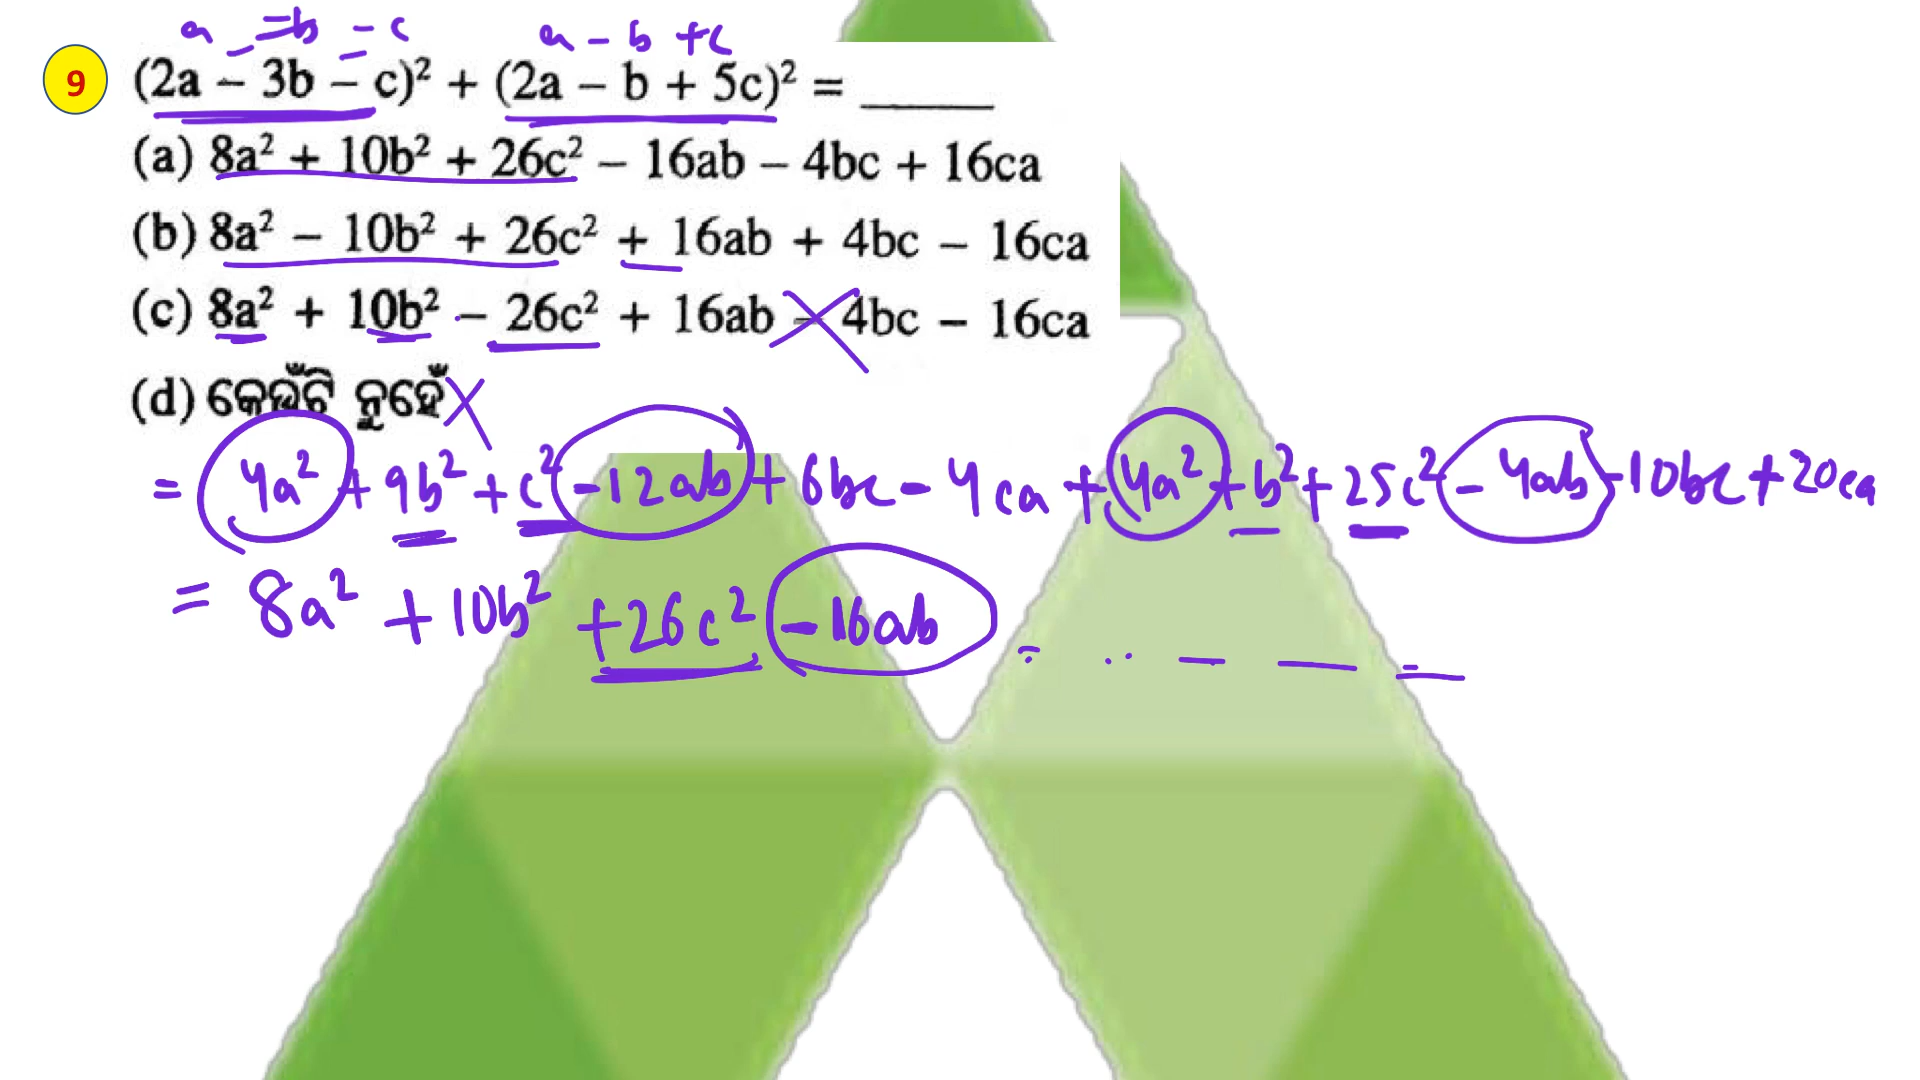 a - = b = - c a - b + c
9 (2a – 3b – c)² + (2a – b + 5c)² = _____
(a) 8a² + 10b² + 26c² – 16ab – 4bc + 16ca
(b) 8a² – 10b² + 26c² + 16ab + 4bc – 16ca
(c) 8a² + 10b² – 26c² + 16ab – 4bc – 16ca
(d) କେଉଁଟି ନୁହେଁ
= 4a² + 9b² + c² - 12ab + 6bc - 4ca + 4a² + b² + 25c² - 4ab - 10bc + 20ca
= 8a² + 10b² + 26c² - 16ab